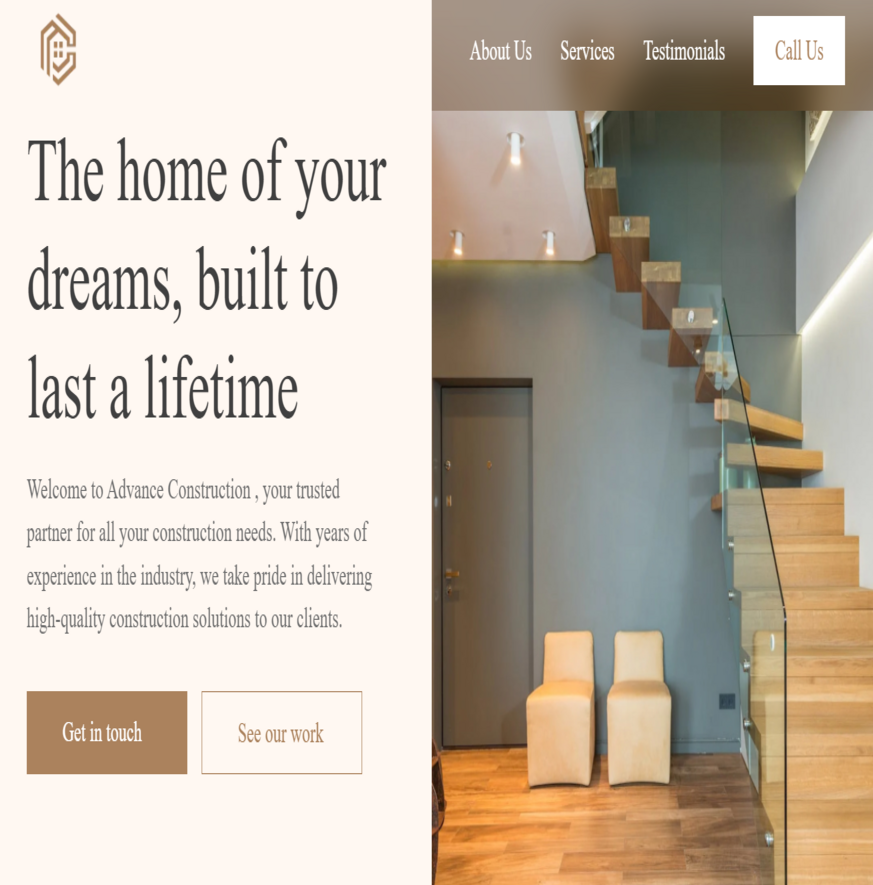 About Us
Services
Testimonials
Call Us
The home of your
dreams, built to
last a lifetime
Welcome to Advance Construction , your trusted
partner for all your construction needs. With years of
experience in the industry, we take pride in delivering
high-quality construction solutions to our clients.
Get in touch
See our work